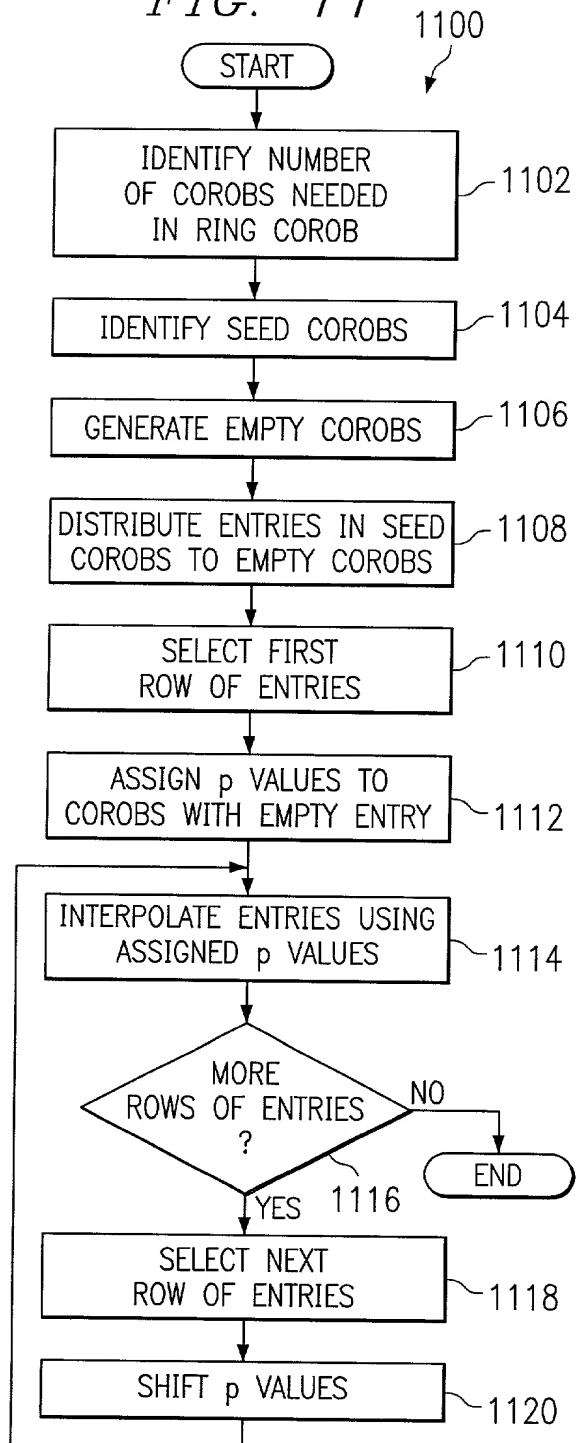 FIG. 11
1100
START
IDENTIFY NUMBER
OF COROBS NEEDED
IN RING COROB
1102
IDENTIFY SEED COROBS
1104
GENERATE EMPTY COROBS
1106
DISTRIBUTE ENTRIES IN SEED
COROBS TO EMPTY COROBS
1108
SELECT FIRST
ROW OF ENTRIES
1110
ASSIGN p VALUES TO
COROBS WITH EMPTY ENTRY
1112
INTERPOLATE ENTRIES USING
ASSIGNED p VALUES
1114
MORE
ROWS OF ENTRIES
?
NO
END
1116
YES
SELECT NEXT
ROW OF ENTRIES
1118
SHIFT p VALUES
1120